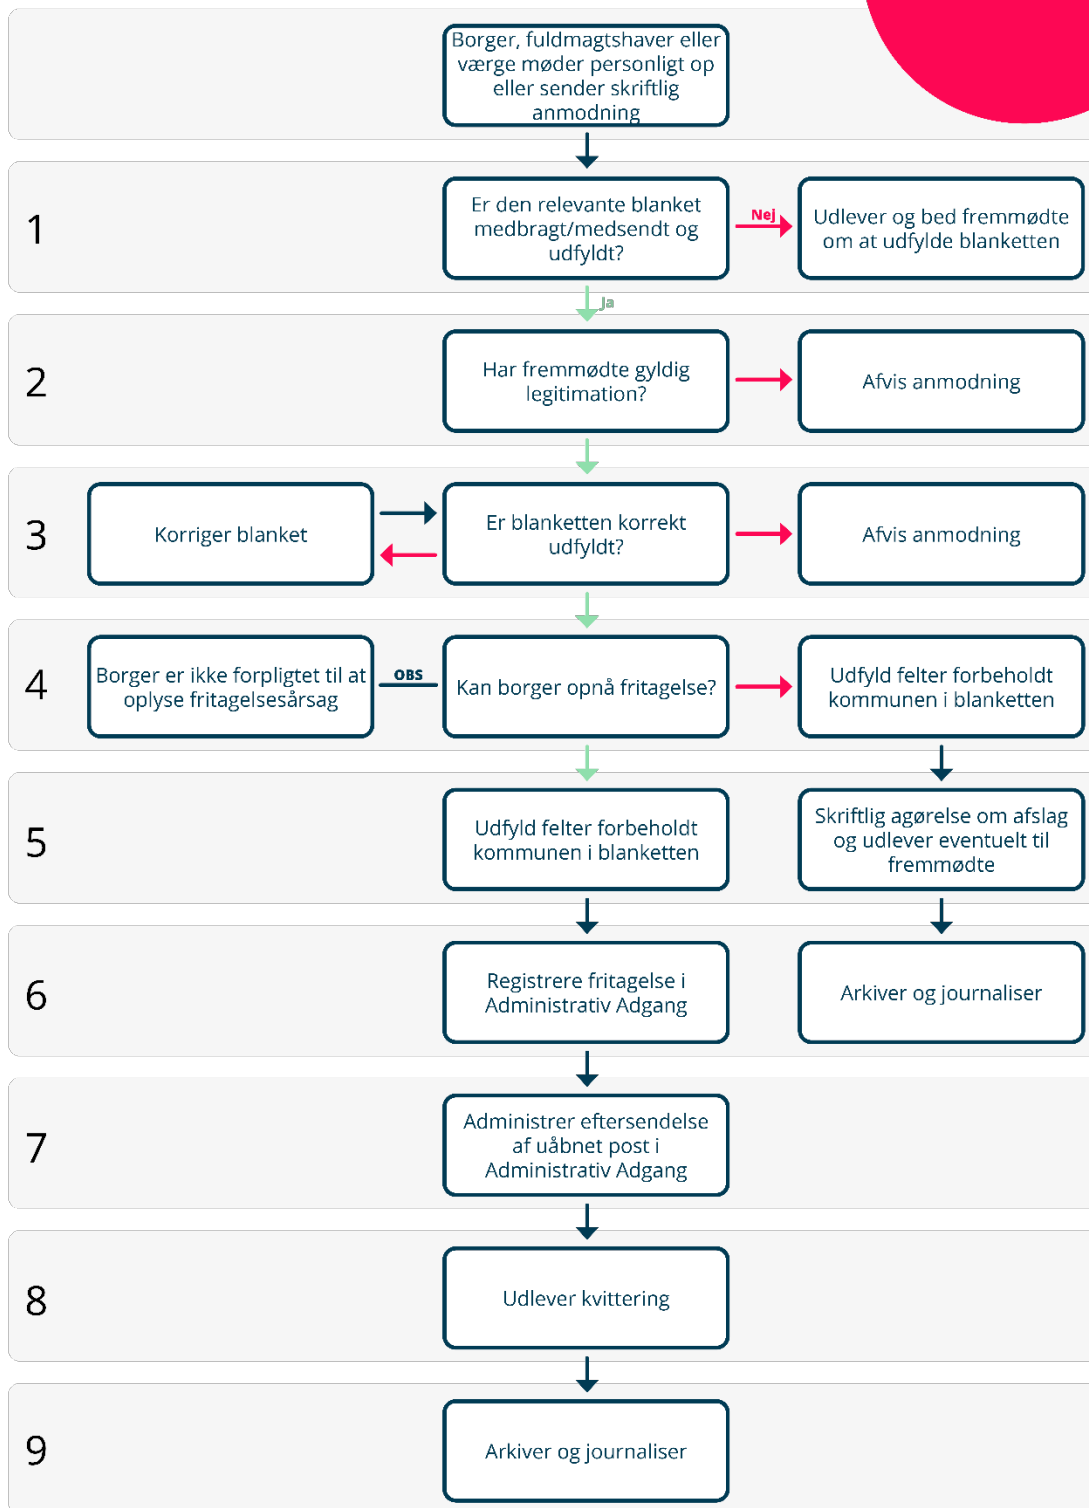 Borger, fuldmagtshaver eller
værge møder personligt op
eller sender skriftlig
anmodning
1
Er den relevante blanket
medbragt/medsendt og
udfyldt?
Nej
Udlever og bed fremmødte
om at udfylde blanketten
Ja
2
Har fremmødte gyldig
legitimation?
Afvis anmodning
3
Korriger blanket
Er blanketten korrekt
udfyldt?
Afvis anmodning
4
Borger er ikke forpligtet til at
oplyse fritagelsesårsag
OBS
Kan borger opnå fritagelse?
Udfyld felter forbeholdt
kommunen i blanketten
5
Udfyld felter forbeholdt
kommunen i blanketten
Skriftlig agørelse om afslag
og udlever eventuelt til
fremmødte
6
Registrere fritagelse i
Administrativ Adgang
Arkiver og journaliser
7
Administrer eftersendelse
af uåbnet post i
Administrativ Adgang
8
Udlever kvittering
9
Arkiver og journaliser